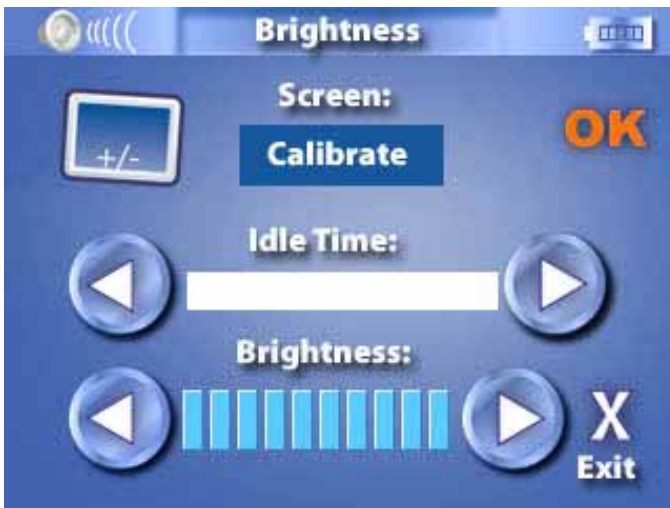 Brightness
Screen:
+/-
Calibrate
OK
Idle Time:
Brightness:
X
Exit